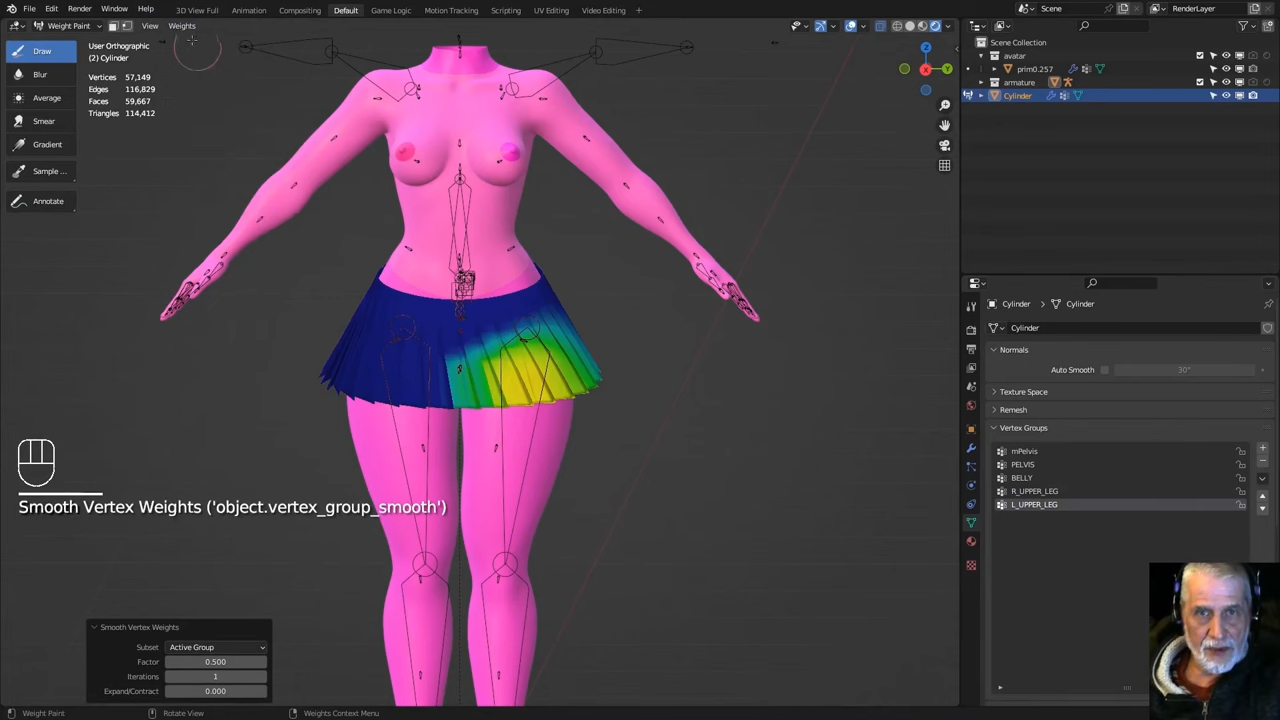 File Edit Render Window Help 3D View Full Animation Compositing Default Game Logic Motion Tracking Scripting UV Editing Video Editing + Scene RenderLayer
Weight Paint View Weights
Draw
Blur
Average
Smear
Gradient
Sample ...
Annotate
User Orthographic
(2) Cylinder
Vertices 57,149
Edges 116,829
Faces 59,667
Triangles 114,412
X
Y
Z
Scene Collection
avatar
prim0.257
armature
Cylinder
Cylinder > Cylinder
Cylinder
Normals
Auto Smooth 30°
Texture Space
Remesh
Vertex Groups
mPelvis
PELVIS
BELLY
R_UPPER_LEG
L_UPPER_LEG
Smooth Vertex Weights ('object.vertex_group_smooth')
Smooth Vertex Weights
Subset Active Group
Factor 0.500
Iterations 1
Expand/Contract 0.000
Weight Paint Rotate View Weights Context Menu